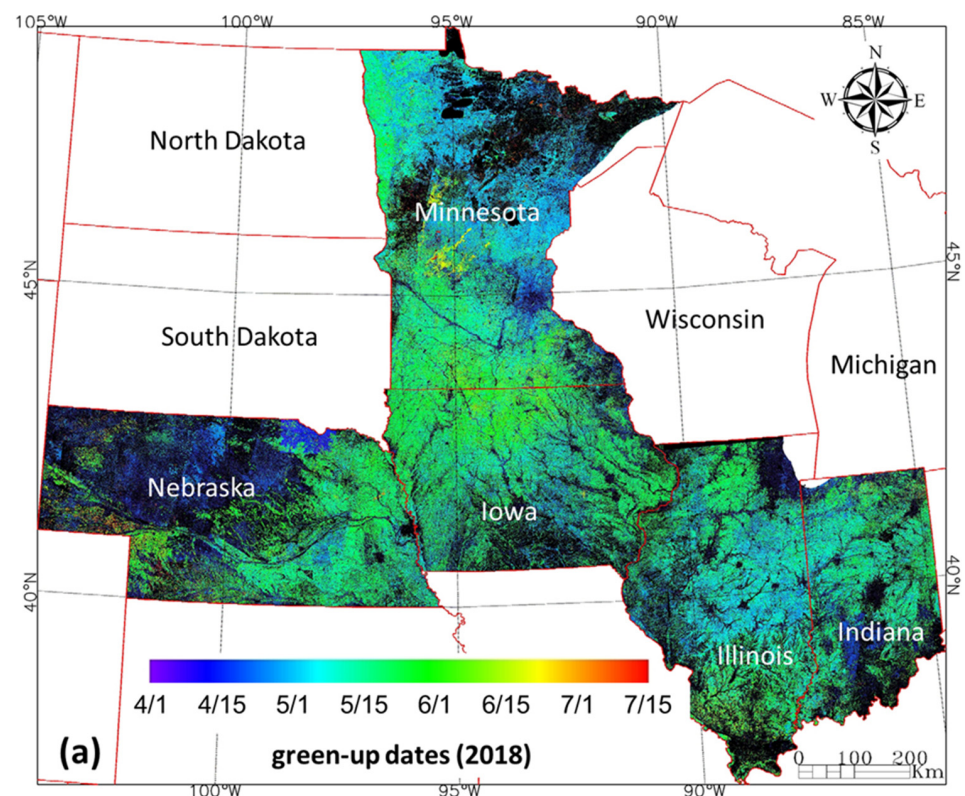 105°W 100°W 95°W 90°W 85°W
N
W E
S
North Dakota
Minnesota
45°N 45°N
South Dakota
Wisconsin
Michigan
Nebraska
Iowa
40°N 40°N
Indiana
Illinois
4/1 4/15 5/1 5/15 6/1 6/15 7/1 7/15
(a) green-up dates (2018)
0 100 200
Km
100°W 95°W 90°W